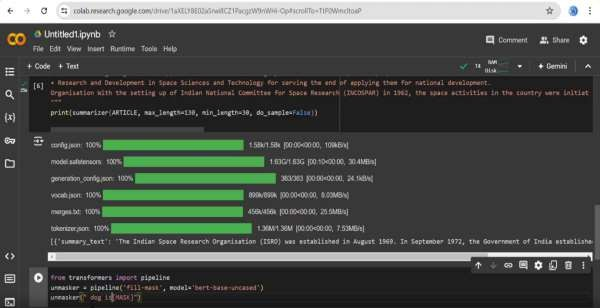 colab.research.google.com/drive/
Untitled1.ipynb
Comment Share
File Edit View Insert Runtime Tools Help
+ Code + Text RAM Disk Gemini
• Research and Development in Space Sciences and Technology for serving the end of applying them for national development.
[6] Organisation With the setting up of Indian National Committee for Space Research (INCOSPAR) in 1962, the space activities in the country were initiat
"""
print(summarizer(ARTICLE, max_length=130, min_length=30, do_sample=False))
config.json: 100% 1.58k/1.58k [00:00<00:00, 109kB/s]
model.safetensors: 100% 1.63G/1.63G [00:10<00:00, 30.4MB/s]
generation_config.json: 100% 363/363 [00:00<00:00, 24.1kB/s]
vocab.json: 100% 899k/899k [00:00<00:00, 8.03MB/s]
merges.txt: 100% 456k/456k [00:00<00:00, 25.5MB/s]
tokenizer.json: 100% 1.36M/1.36M [00:00<00:00, 7.53MB/s]
[{'summary_text': 'The Indian Space Research Organisation (ISRO) was established in August 1969. In September 1972, the Government of India establishe
from transformers import pipeline
unmasker = pipeline('fill-mask', model='bert-base-uncased')
unmasker(" dog is[MASK]")